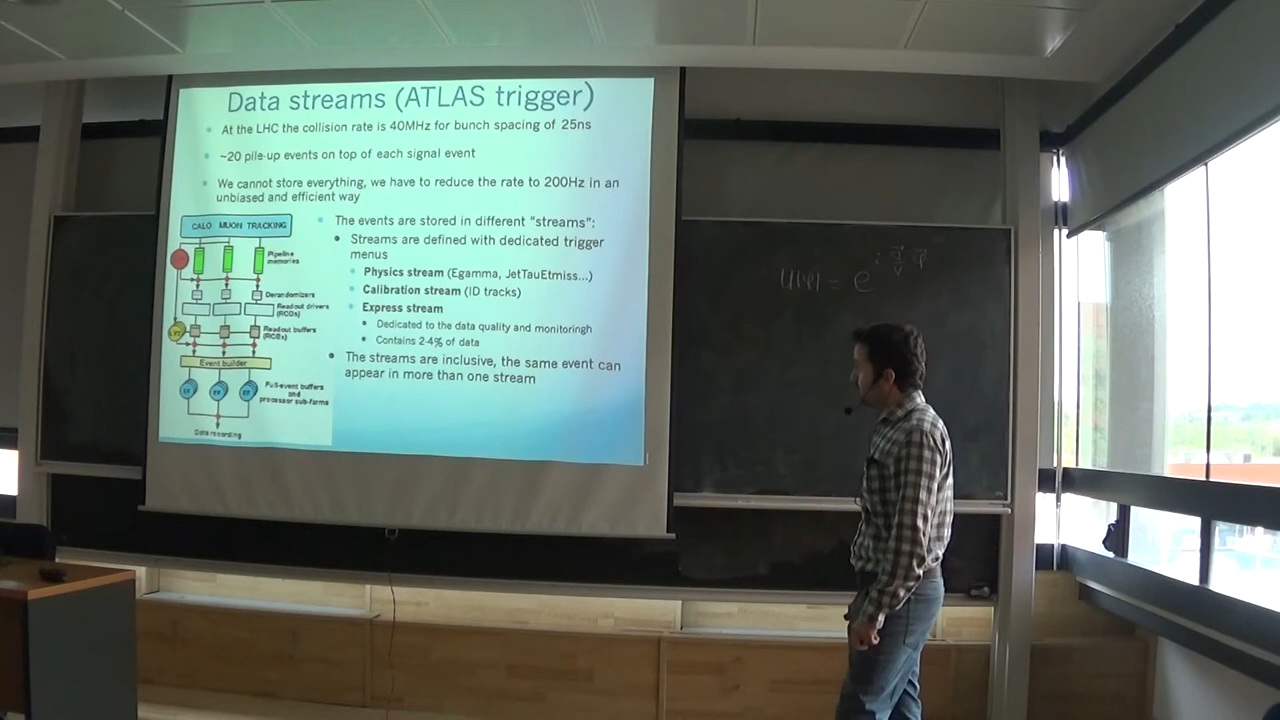 Data streams (ATLAS trigger)
At the LHC the collision rate is 40MHz for bunch spacing of 25ns
~20 pile-up events on top of each signal event
We cannot store everything, we have to reduce the rate to 200Hz in an
unbiased and efficient way
The events are stored in different "streams":
Streams are defined with dedicated trigger
menus
Physics stream (Egamma, JetTauEtmiss...)
Calibration stream (ID tracks)
Express stream
Dedicated to the data quality and monitoringh
Contains 2-4% of data
The streams are inclusive, the same event can
appear in more than one stream
CALO MUON TRACKING
Pipeline
memories
Derandomizers
Readout drivers
(RODs)
Readout buffers
(ROBs)
Event builder
EF EF EF
Full-event buffers
and
processor sub-farms
Data recording